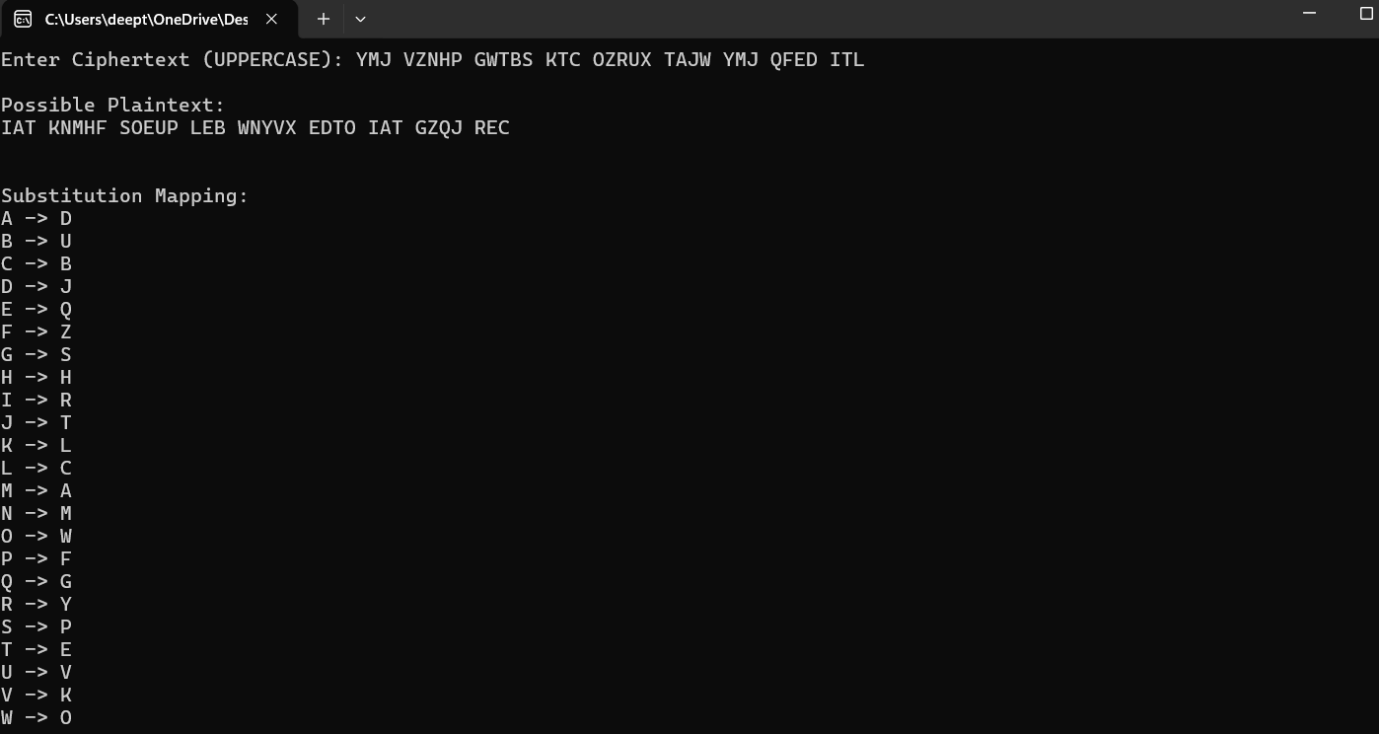 C:\Users\deept\OneDrive\Des
Enter Ciphertext (UPPERCASE): YMJ VZNHP GWTBS KTC OZRUX TAJW YMJ QFED ITL
Possible Plaintext:
IAT KNMHF SOEUP LEB WNYVX EDTO IAT GZQJ REC
Substitution Mapping:
A -> D
B -> U
C -> B
D -> J
E -> Q
F -> Z
G -> S
H -> H
I -> R
J -> T
K -> L
L -> C
M -> A
N -> M
O -> W
P -> F
Q -> G
R -> Y
S -> P
T -> E
U -> V
V -> K
W -> O